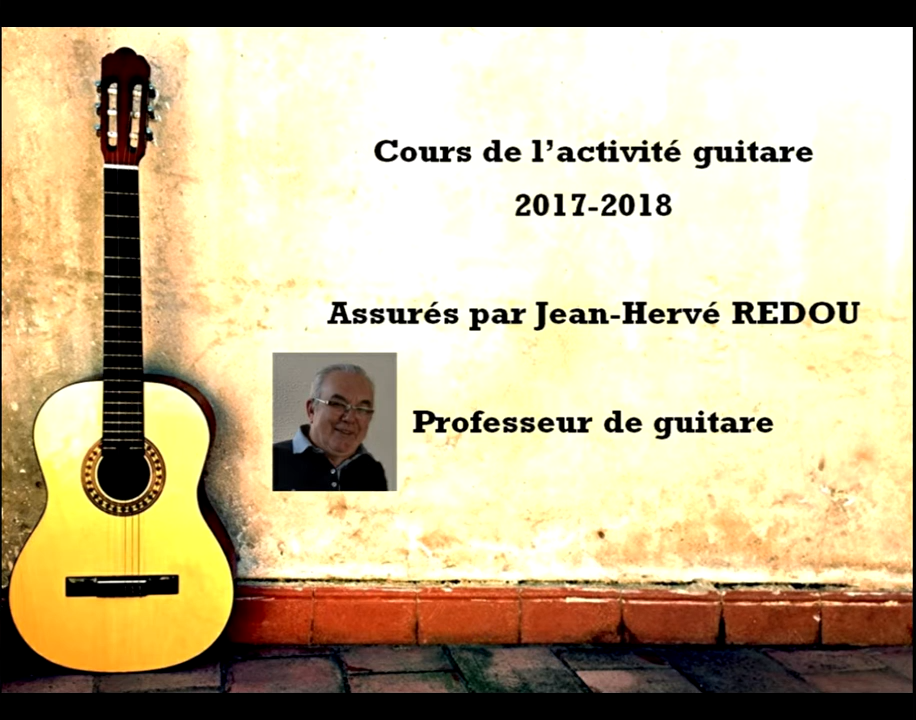 Cours de l’activité guitare
2017-2018
Assurés par Jean-Hervé REDOU
Professeur de guitare